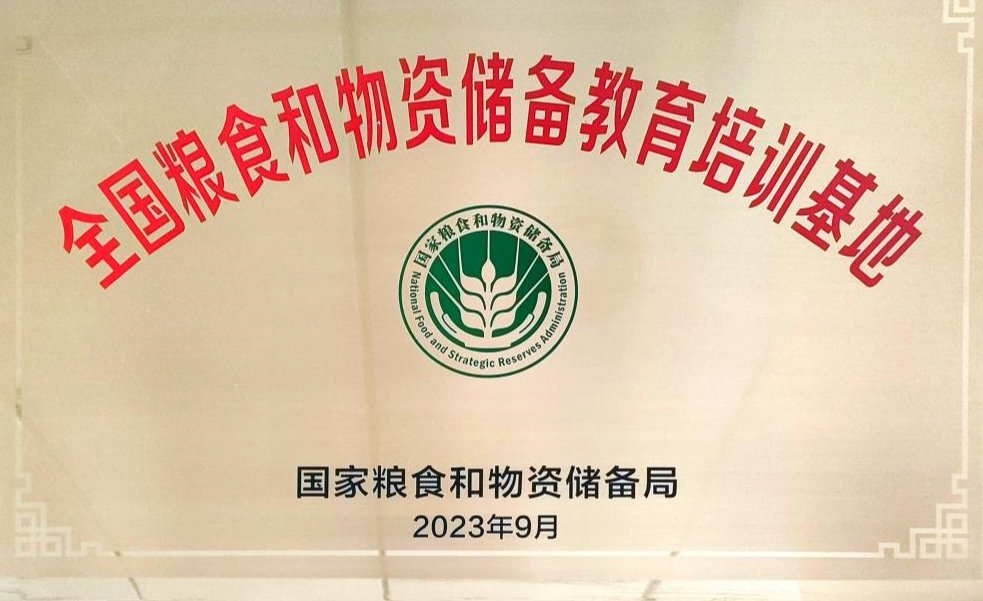 全国粮食和物资储备教育培训基地
国家粮食和物资储备局
National Food and Strategic Reserves Administration
国家粮食和物资储备局
2023年9月